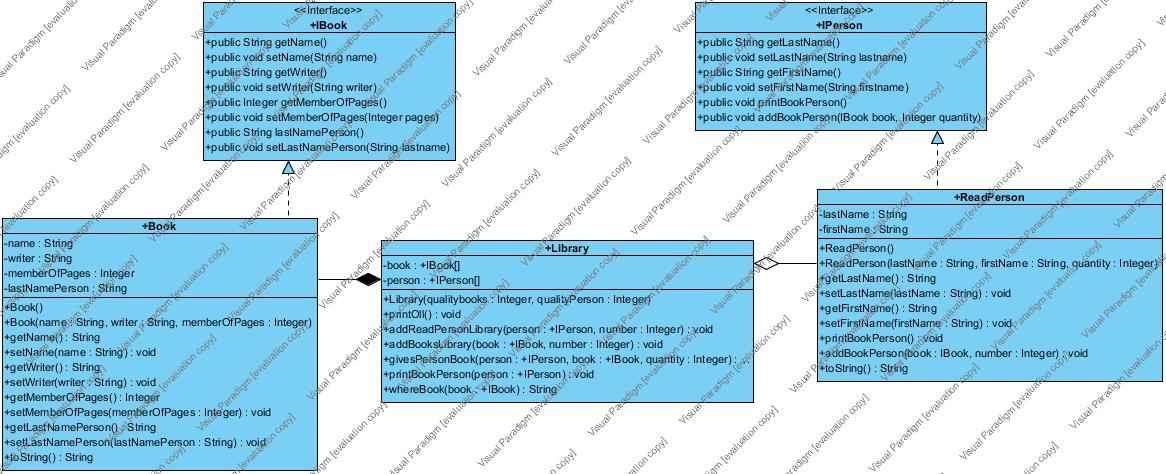 <<Interface>>
+IBook
+public String getName()
+public void setName(String name)
+public String getWriter()
+public void setWriter(String writer)
+public Integer getMemberOfPages()
+public void setMemberOfPages(Integer pages)
+public String lastNamePerson()
+public void setLastNamePerson(String lastname)
<<Interface>>
+IPerson
+public String getLastName()
+public void setLastName(String lastname)
+public String getFirstName()
+public void setFirstName(String firstname)
+public void printBookPerson()
+public void addBookPerson(IBook book, Integer quantity)
+Book
-name : String
-writer : String
-memberOfPages : Integer
-lastNamePerson : String
+Book()
+Book(name : String, writer : String, memberOfPages : Integer)
+getName() : String
+setName(name : String) : void
+getWriter() : String
+setWriter(writer : String) : void
+getMemberOfPages() : Integer
+setMemberOfPages(memberOfPages : Integer) : void
+getLastNamePerson() : String
+setLastNamePerson(lastNamePerson : String) : void
+toString() : String
+Library
-book : +IBook[]
-person : +IPerson[]
+Library(qualitybooks : Integer, qualityPerson : Integer)
+printOll() : void
+addReadPersonLibrary(person : +IPerson, number : Integer) : void
+addBooksLibrary(book : +IBook, number : Integer) : void
+givesPersonBook(person : +IPerson, book : +IBook, quantity : Integer) :
+printBookPerson(person : +IPerson) : void
+whereBook(book : +IBook) : String
+ReadPerson
-lastName : String
-firstName : String
+ReadPerson()
+ReadPerson(lastName : String, firstName : String, quantity : Integer)
+getLastName() : String
+setLastName(lastName : String) : void
+getFirstName() : String
+setFirstName(firstName : String) : void
+printBookPerson() : void
+addBookPerson(book : IBook, number : Integer) : void
+toString() : String
Visual Paradigm [evaluation copy]